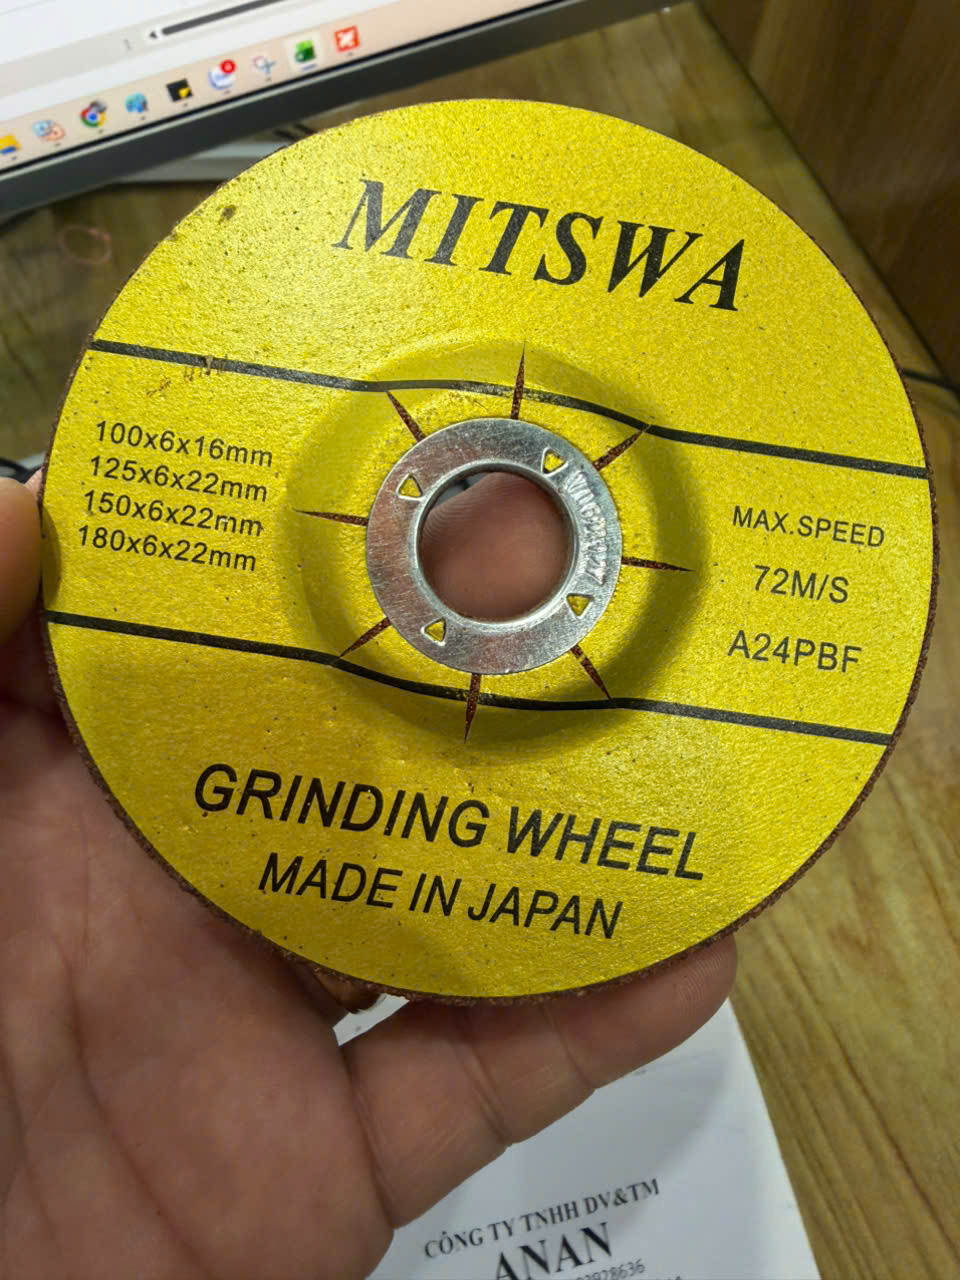 MITSWA
100x6x16mm
125x6x22mm
150x6x22mm
180x6x22mm
MAX.SPEED
72M/S
A24PBF
GRINDING WHEEL
MADE IN JAPAN
CÔNG TY TNHH DV&TM
ANAN